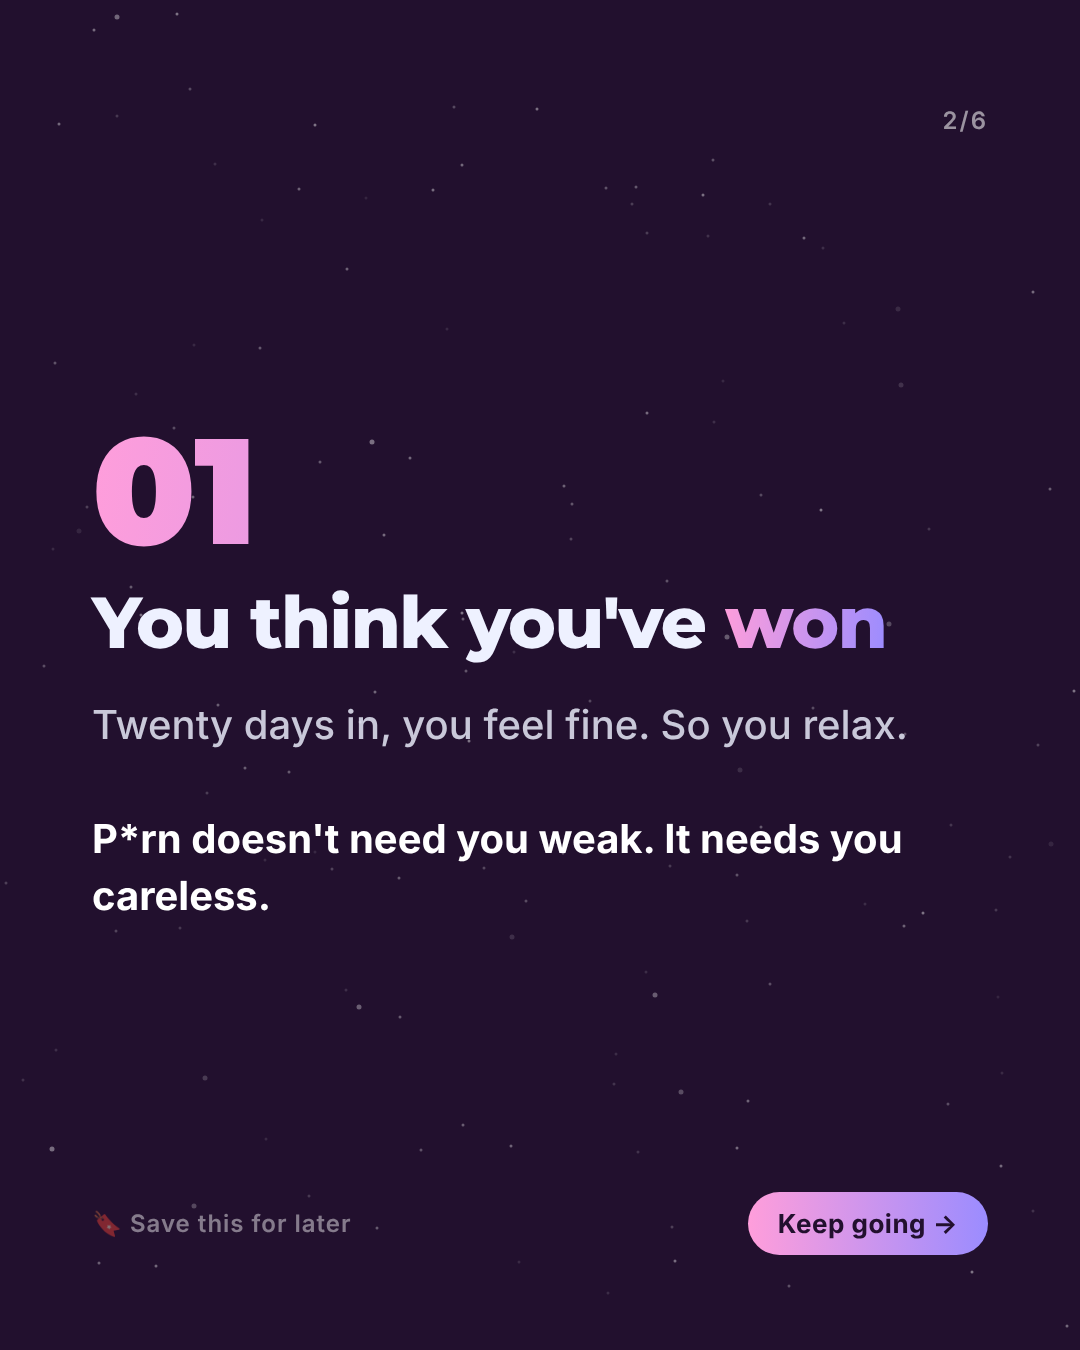 2/6
01
You think you've won
Twenty days in, you feel fine. So you relax.
P*rn doesn't need you weak. It needs you
careless.
🔖 Save this for later
Keep going →